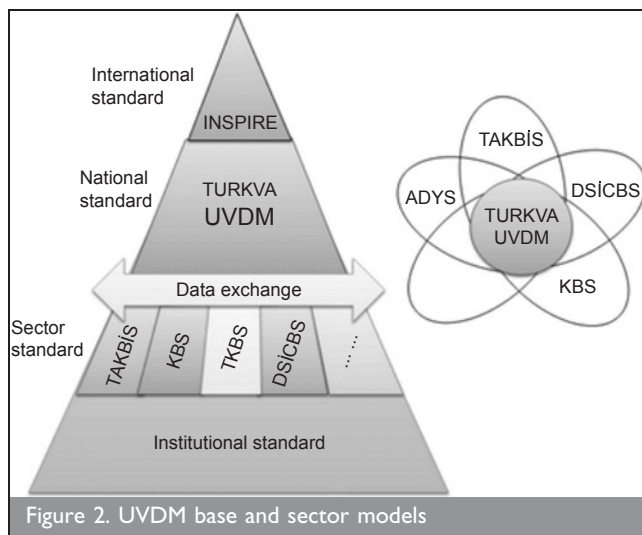 International
standard
INSPIRE
National
standard
TURKVA
UVDM
Data exchange
Sector
standard
TAKBİS
KBS
TKBS
DSİCBS
......
Institutional standard
TAKBİS
ADYS
DSİCBS
TURKVA
UVDM
KBS
Figure 2. UVDM base and sector models